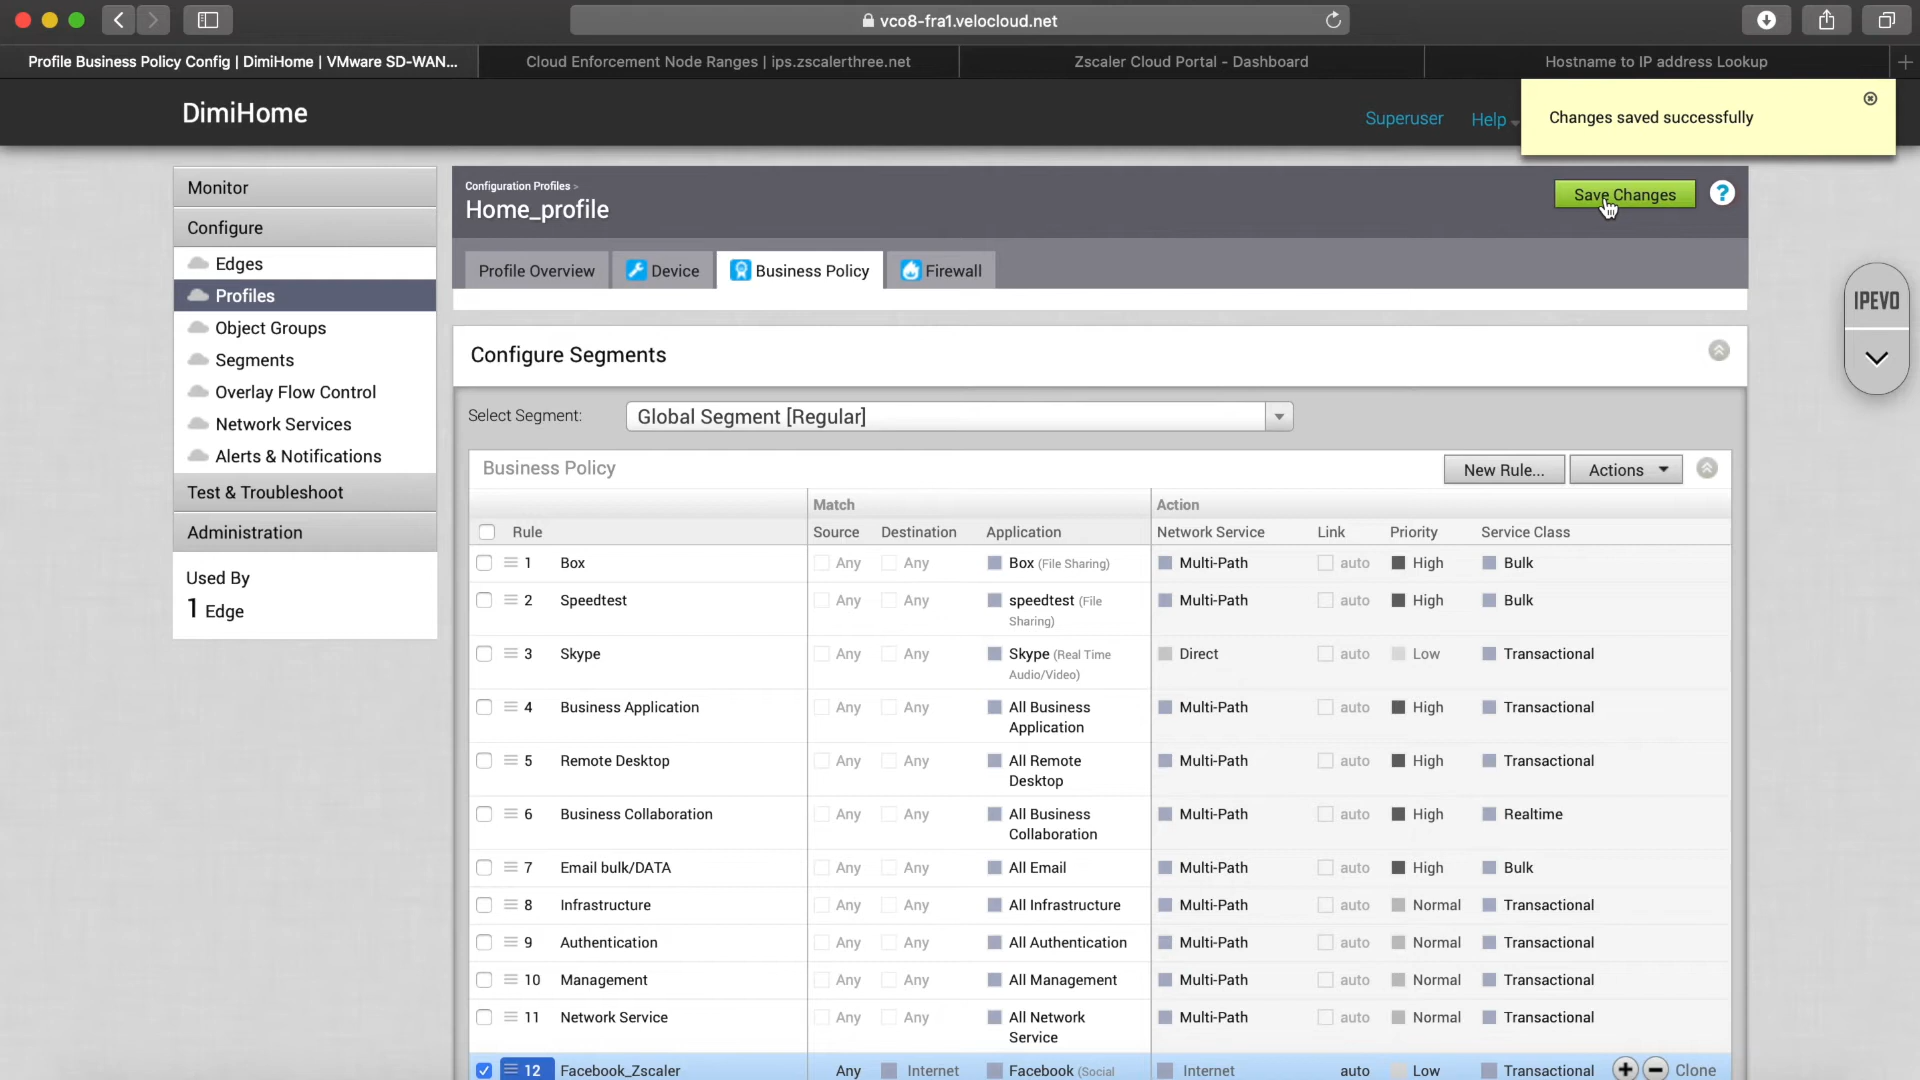 vco8-fra1.velocloud.net
Profile Business Policy Config | DimiHome | VMware SD-WAN...
Cloud Enforcement Node Ranges | ips.zscalerthree.net
Zscaler Cloud Portal - Dashboard
Hostname to IP address Lookup
DimiHome
Superuser
Help
Changes saved successfully
Monitor
Configure
Edges
Profiles
Object Groups
Segments
Overlay Flow Control
Network Services
Alerts & Notifications
Test & Troubleshoot
Administration
Used By
1 Edge
Configuration Profiles >
Home_profile
Save Changes
?
Profile Overview
Device
Business Policy
Firewall
IPEVO
Configure Segments
Select Segment: Global Segment [Regular]
Business Policy
New Rule...
Actions
Match Action
Rule Source Destination Application Network Service Link Priority Service Class
1 Box Any Any Box (File Sharing) Multi-Path auto High Bulk
2 Speedtest Any Any speedtest (File Multi-Path auto High Bulk
Sharing)
3 Skype Any Any Skype (Real Time Direct auto Low Transactional
Audio/Video)
4 Business Application Any Any All Business Multi-Path auto High Transactional
Application
5 Remote Desktop Any Any All Remote Multi-Path auto High Transactional
Desktop
6 Business Collaboration Any Any All Business Multi-Path auto High Realtime
Collaboration
7 Email bulk/DATA Any Any All Email Multi-Path auto High Bulk
8 Infrastructure Any Any All Infrastructure Multi-Path auto Normal Transactional
9 Authentication Any Any All Authentication Multi-Path auto Normal Transactional
10 Management Any Any All Management Multi-Path auto Normal Transactional
11 Network Service Any Any All Network Multi-Path auto Normal Transactional
Service
12 Facebook_Zscaler Any Internet Facebook (Social Internet auto Low Transactional Clone